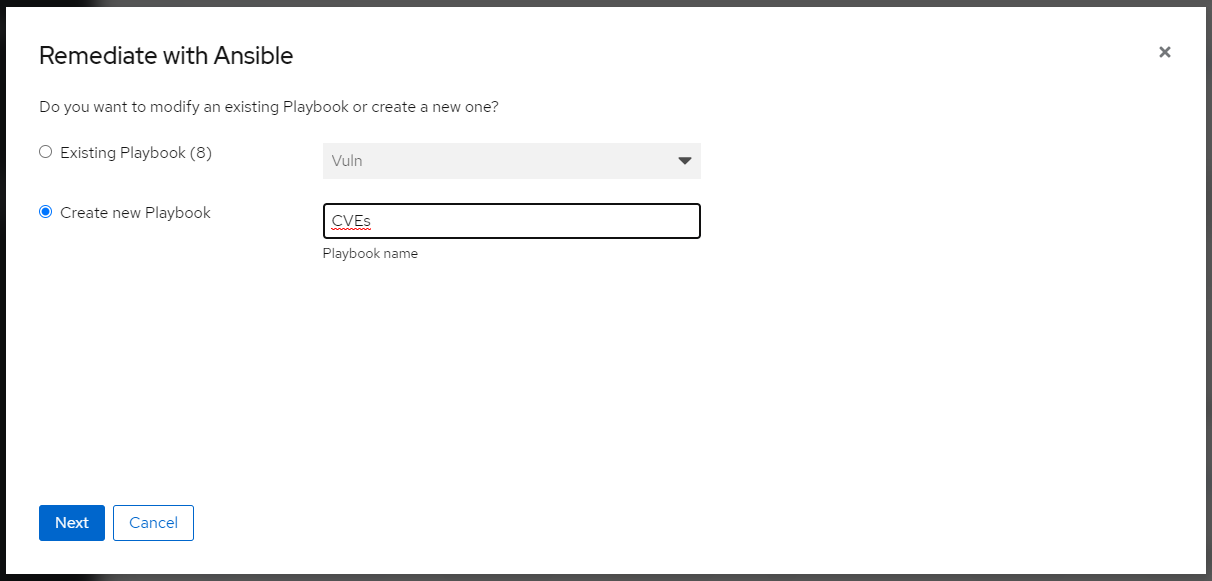 Remediate with Ansible
Do you want to modify an existing Playbook or create a new one?
Existing Playbook (8)
Vuln
Create new Playbook
CVEs
Playbook name
Next
Cancel